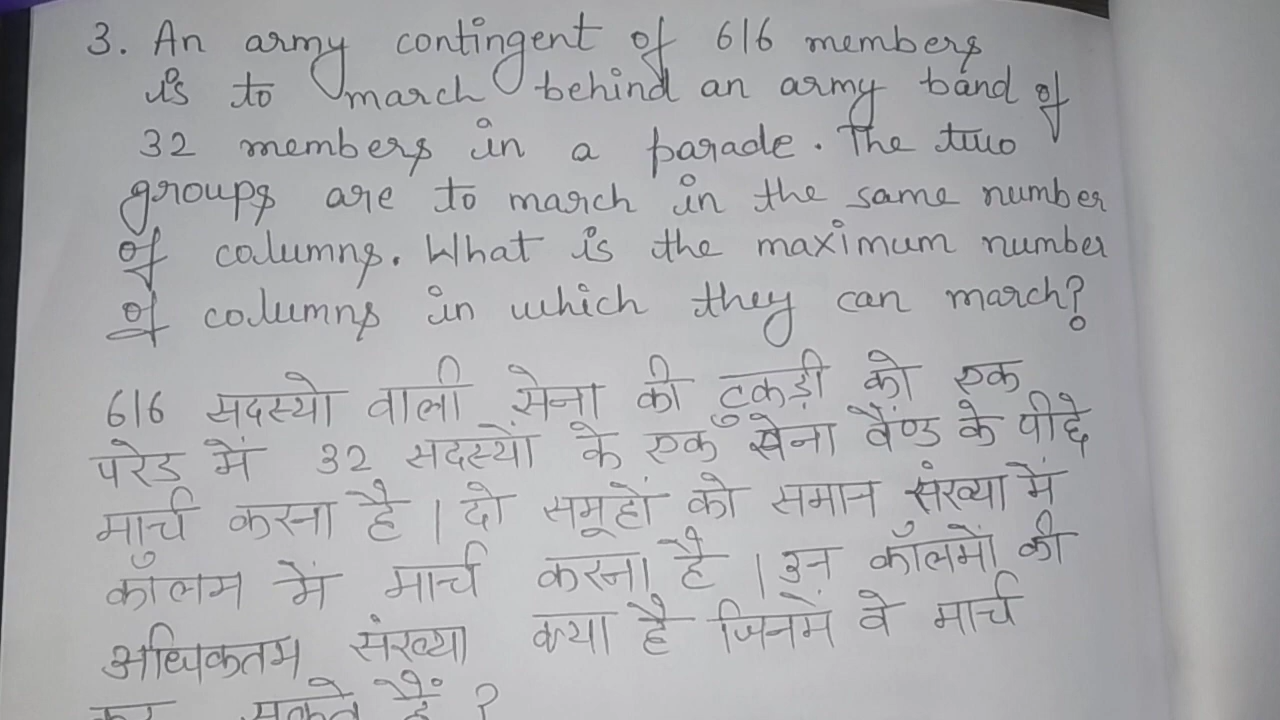 3. An army contingent of 616 members
is to march behind an army band of
32 members in a parade. The two
groups are to march in the same number
of columns. What is the maximum number
of columns in which they can march?
616 सदस्यो वाली सेना की टुकड़ी को एक
परेड में 32 सदस्यों के एक सेना बैण्ड के पीछे
मार्च करना है । दो समूहों को समान संख्या में
कॉलम में मार्च करना है । उन कॉलमों की
अधिकतम संख्या क्या है जिनमें वे मार्च
कर सकते हैं ?